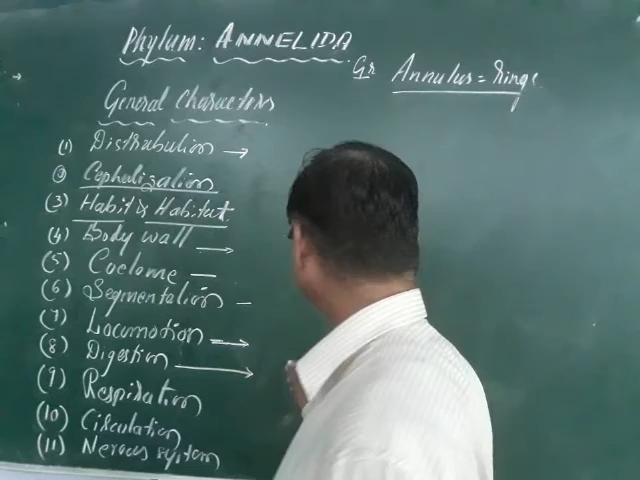 Phylum: ANNELIDA
Gr Annulus = ring
General Characters
(1) Distribution →
② Cephalization
(3) Habit & Habitat
(4) Body wall →
(5) Coelome —
(6) Segmentation —
(7) Locomotion →
(8) Digestion →
(9) Respiration
(10) Circulation
(11) Nervous system